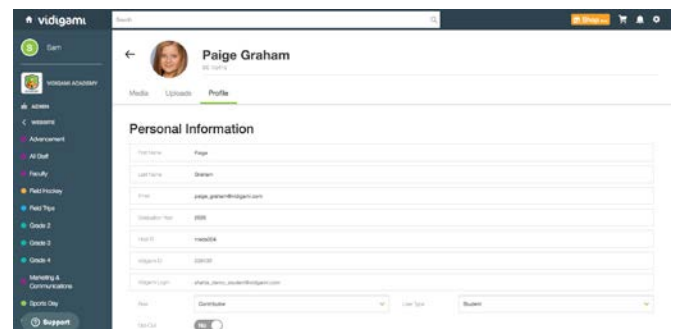 vidigami
Search
Shop
S Sam
VIDIGAMI ACADEMY
ADMIN
WEBSITE
Advancement
All Staff
Faculty
Field Hockey
Field Trips
Grade 2
Grade 3
Grade 4
Marketing & Communications
Sports Day
Support
Paige Graham
Media Uploads Profile
Personal Information
First Name Paige
Last Name Graham
Email paige_graham@vidigami.com
Graduation Year
User ID
Vidigami ID
Vidigami Login
Role Contributor User Type Student
Opt-Out No